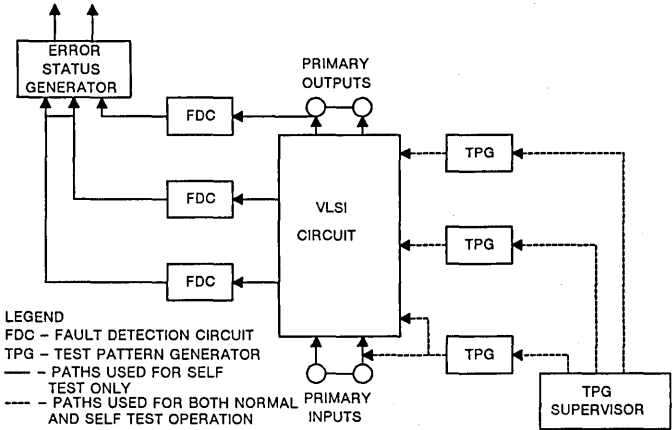 ERROR
STATUS
GENERATOR
PRIMARY
OUTPUTS
FDC
TPG
FDC
VLSI
CIRCUIT
TPG
FDC
LEGEND
FDC – FAULT DETECTION CIRCUIT
TPG – TEST PATTERN GENERATOR
– PATHS USED FOR SELF
TEST ONLY
– PATHS USED FOR BOTH NORMAL
AND SELF TEST OPERATION
TPG
PRIMARY
INPUTS
TPG
SUPERVISOR